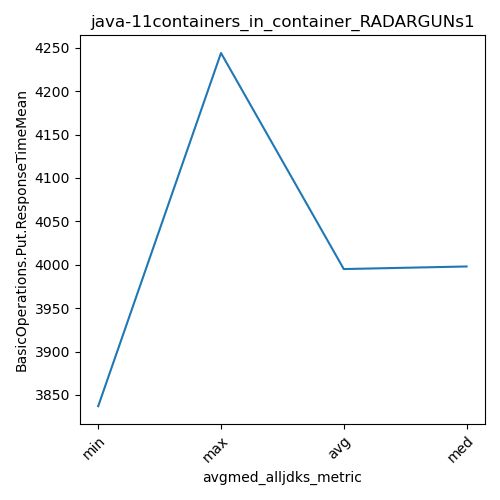 java-11containers_in_container_RADARGUNs1
BasicOperations.Put.ResponseTimeMean
4250
4200
4150
4100
4050
4000
3950
3900
3850
min
max
avg
med
avgmed_alljdks_metric